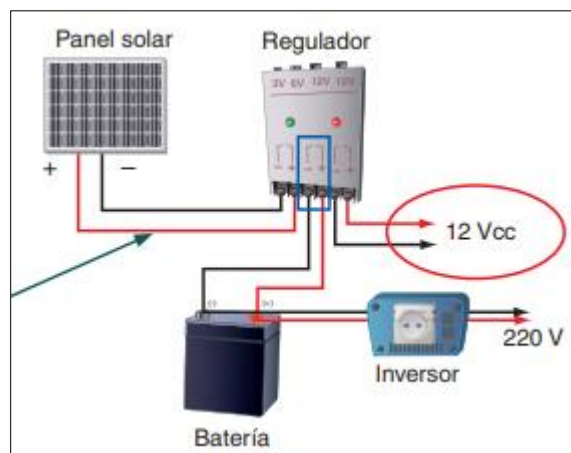 Panel solar
Regulador
3V 6V 12V 12V
+ −
12 Vcc
(-) (+)
220 V
Inversor
Batería